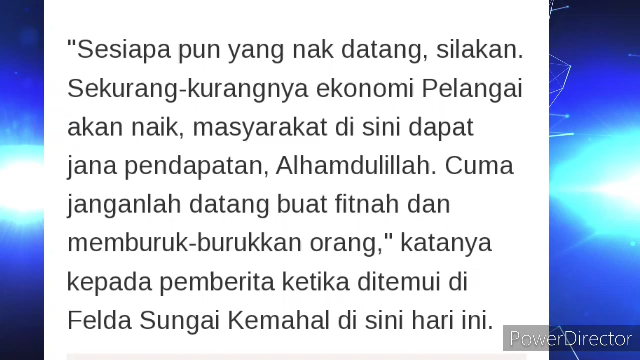 "Sesiapa pun yang nak datang, silakan.
Sekurang-kurangnya ekonomi Pelangai
akan naik, masyarakat di sini dapat
jana pendapatan, Alhamdulillah. Cuma
janganlah datang buat fitnah dan
memburuk-burukkan orang," katanya
kepada pemberita ketika ditemui di
Felda Sungai Kemahal di sini hari ini.
PowerDirector